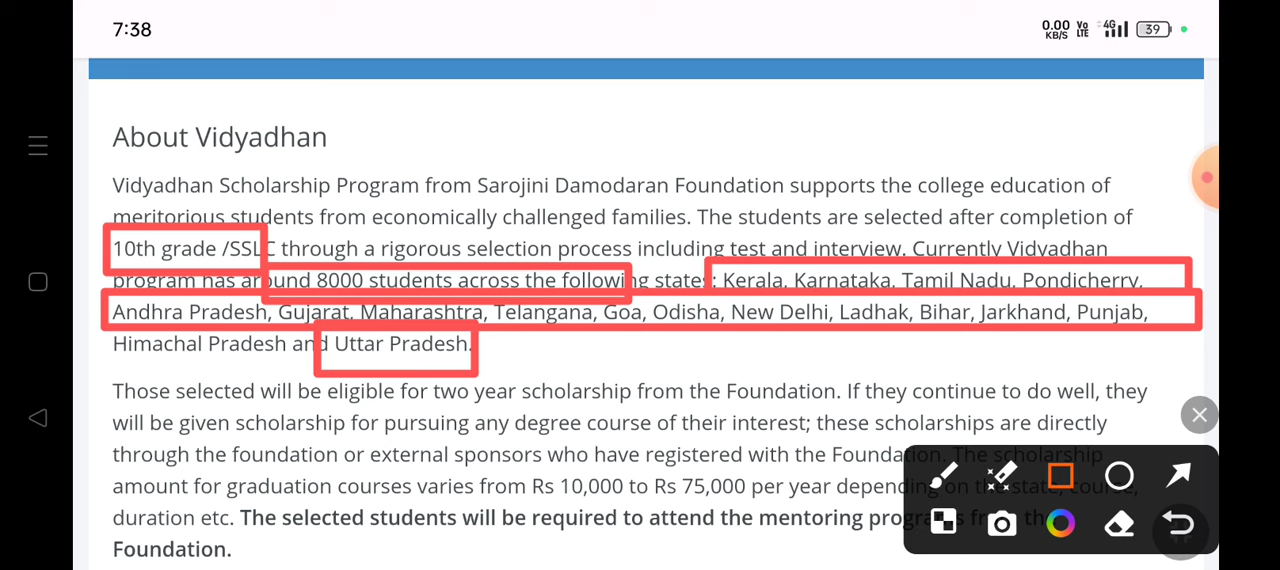 7:38
0.00 KB/S Vo LTE 4G 39
About Vidyadhan
Vidyadhan Scholarship Program from Sarojini Damodaran Foundation supports the college education of
meritorious students from economically challenged families. The students are selected after completion of
10th grade /SSLC through a rigorous selection process including test and interview. Currently Vidyadhan
program has around 8000 students across the following states: Kerala, Karnataka, Tamil Nadu, Pondicherry,
Andhra Pradesh, Gujarat, Maharashtra, Telangana, Goa, Odisha, New Delhi, Ladhak, Bihar, Jarkhand, Punjab,
Himachal Pradesh and Uttar Pradesh.
Those selected will be eligible for two year scholarship from the Foundation. If they continue to do well, they
will be given scholarship for pursuing any degree course of their interest; these scholarships are directly
through the foundation or external sponsors who have registered with the Foundation. The scholarship
amount for graduation courses varies from Rs 10,000 to Rs 75,000 per year depending on the state, course,
duration etc. The selected students will be required to attend the mentoring programs from the
Foundation.